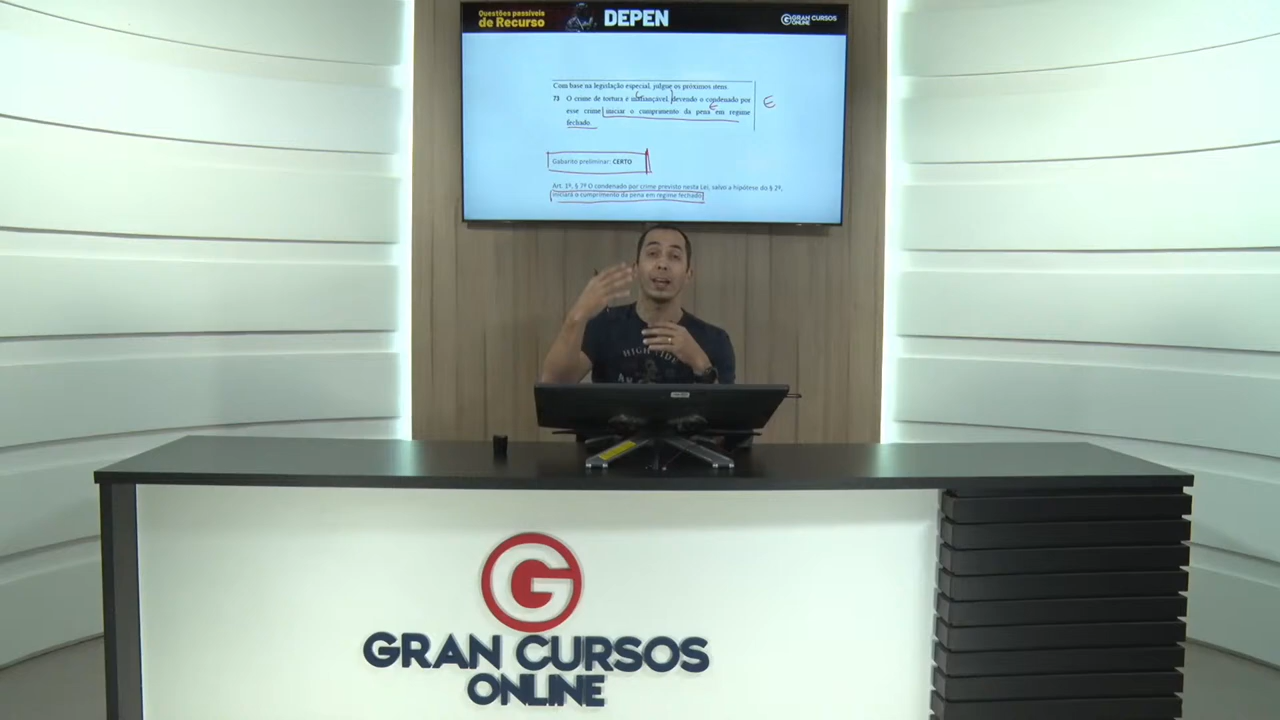 Questões passíveis
de Recurso
DEPEN
GRAN CURSOS
ONLINE
Com base na legislação especial, julgue os próximos itens.
73 O crime de tortura é inafiançável, devendo o condenado por
esse crime iniciar o cumprimento da pena em regime
fechado.
E
Gabarito preliminar: CERTO
Art. 1º, § 7º O condenado por crime previsto nesta Lei, salvo a hipótese do § 2º,
iniciará o cumprimento da pena em regime fechado
HIGH TIDE
G
GRAN CURSOS
ONLINE